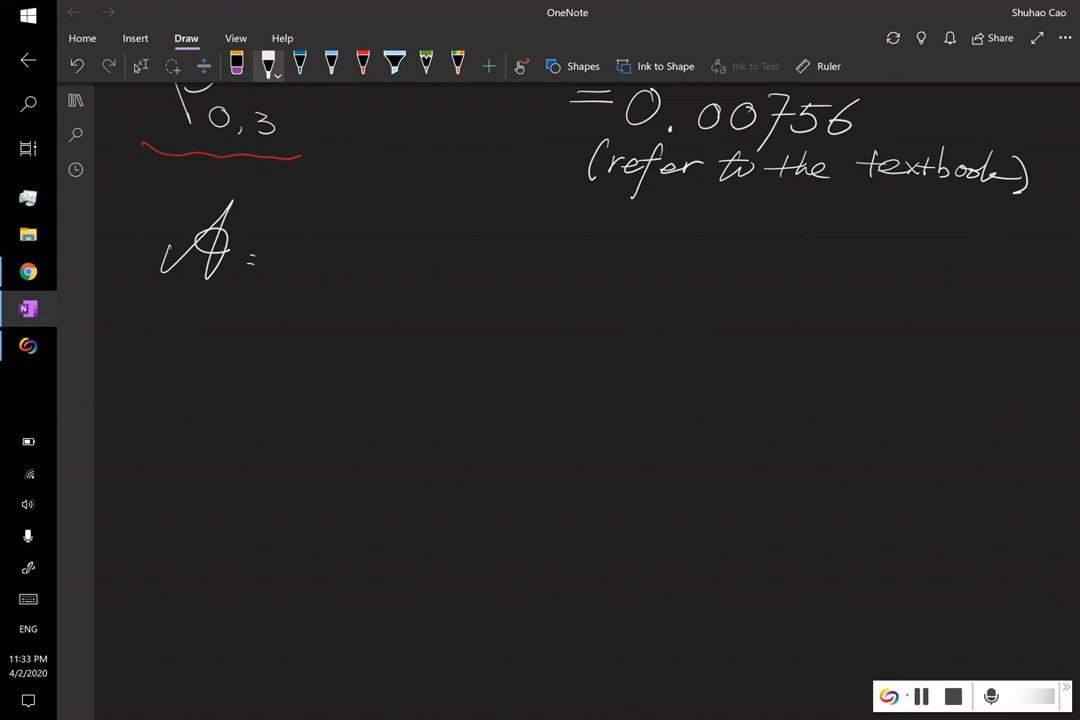 OneNote
Shuhao Cao
Home Insert Draw View Help
Share
Shapes Ink to Shape Ink to Text Ruler
0,3
= 0.00756
(refer to the textbook)
A =
ENG
11:33 PM
4/2/2020